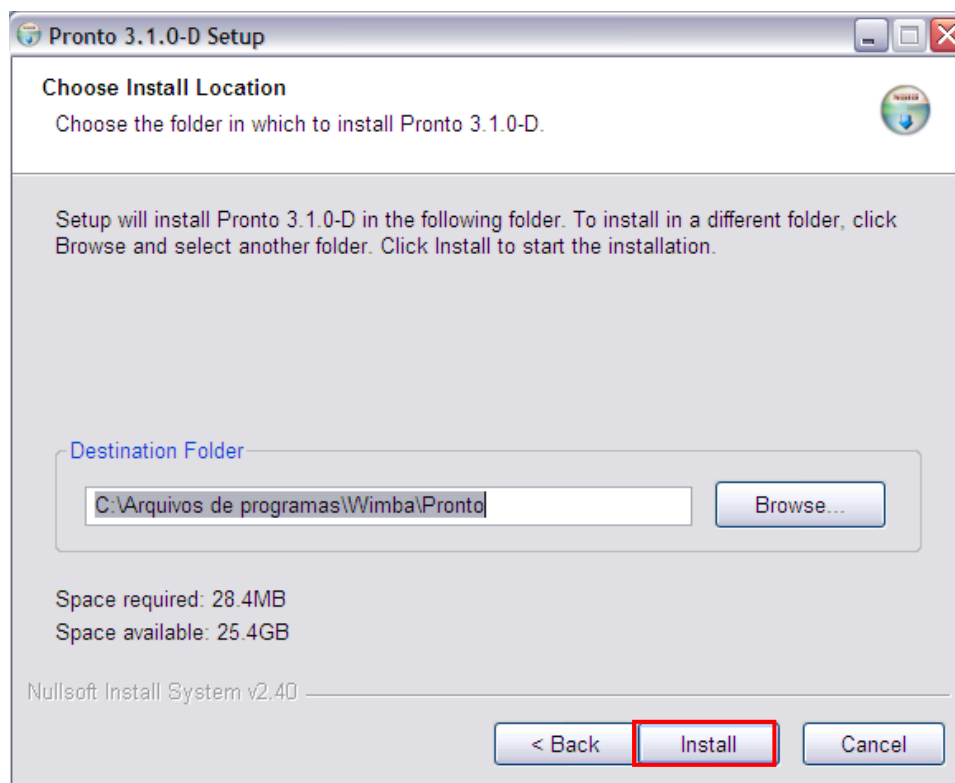 Pronto 3.1.0-D Setup
Choose Install Location
Choose the folder in which to install Pronto 3.1.0-D.
Setup will install Pronto 3.1.0-D in the following folder. To install in a different folder, click
Browse and select another folder. Click Install to start the installation.
Destination Folder
C:\Arquivos de programas\Wimba\Pronto
Browse...
Space required: 28.4MB
Space available: 25.4GB
Nullsoft Install System v2.40
< Back
Install
Cancel